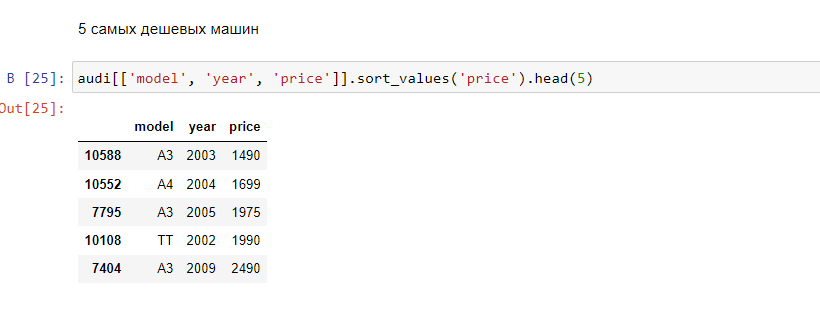 5 самых дешевых машин
В [25]: audi[['model', 'year', 'price']].sort_values('price').head(5)
Out[25]:
model year price
10588 A3 2003 1490
10552 A4 2004 1699
7795 A3 2005 1975
10108 TT 2002 1990
7404 A3 2009 2490